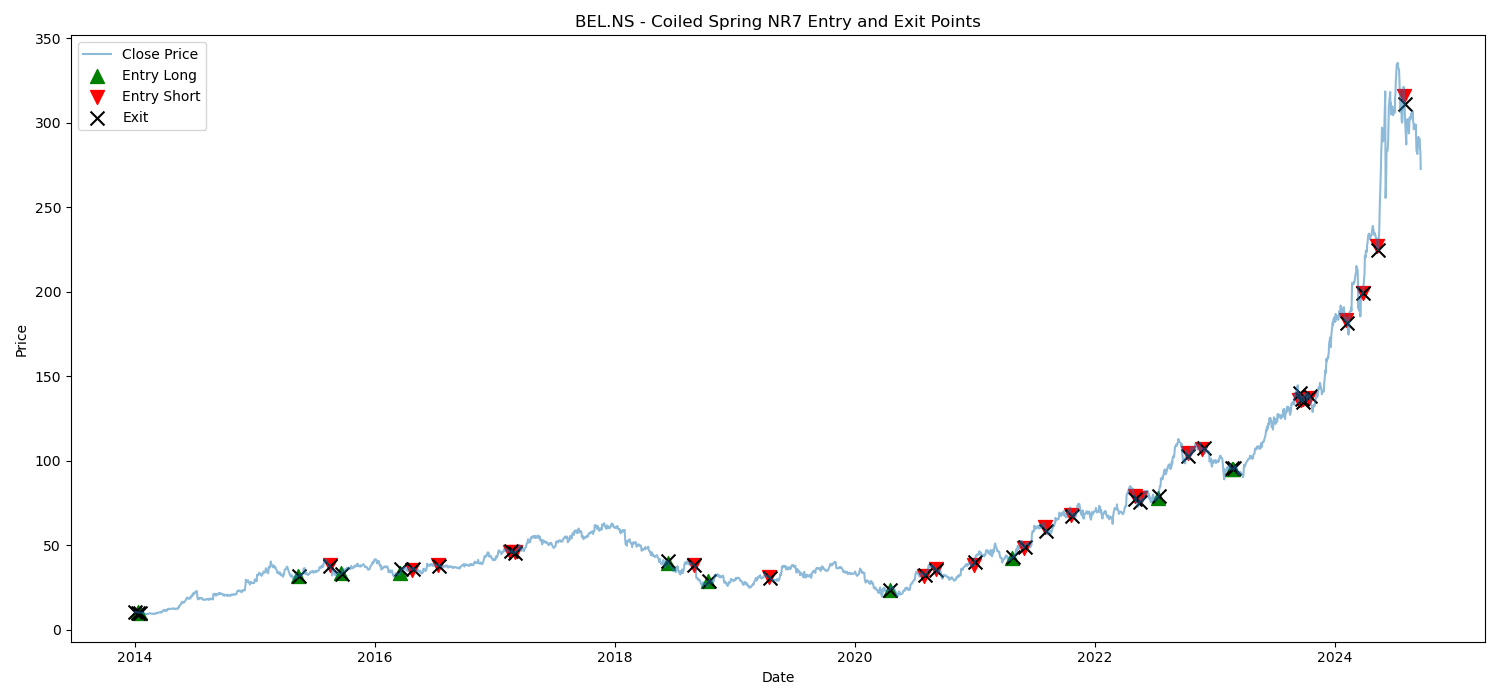 BEL.NS - Coiled Spring NR7 Entry and Exit Points
350
300
250
200
150
100
50
0
Price
Close Price
Entry Long
Entry Short
Exit
2014
2016
2018
2020
2022
2024
Date